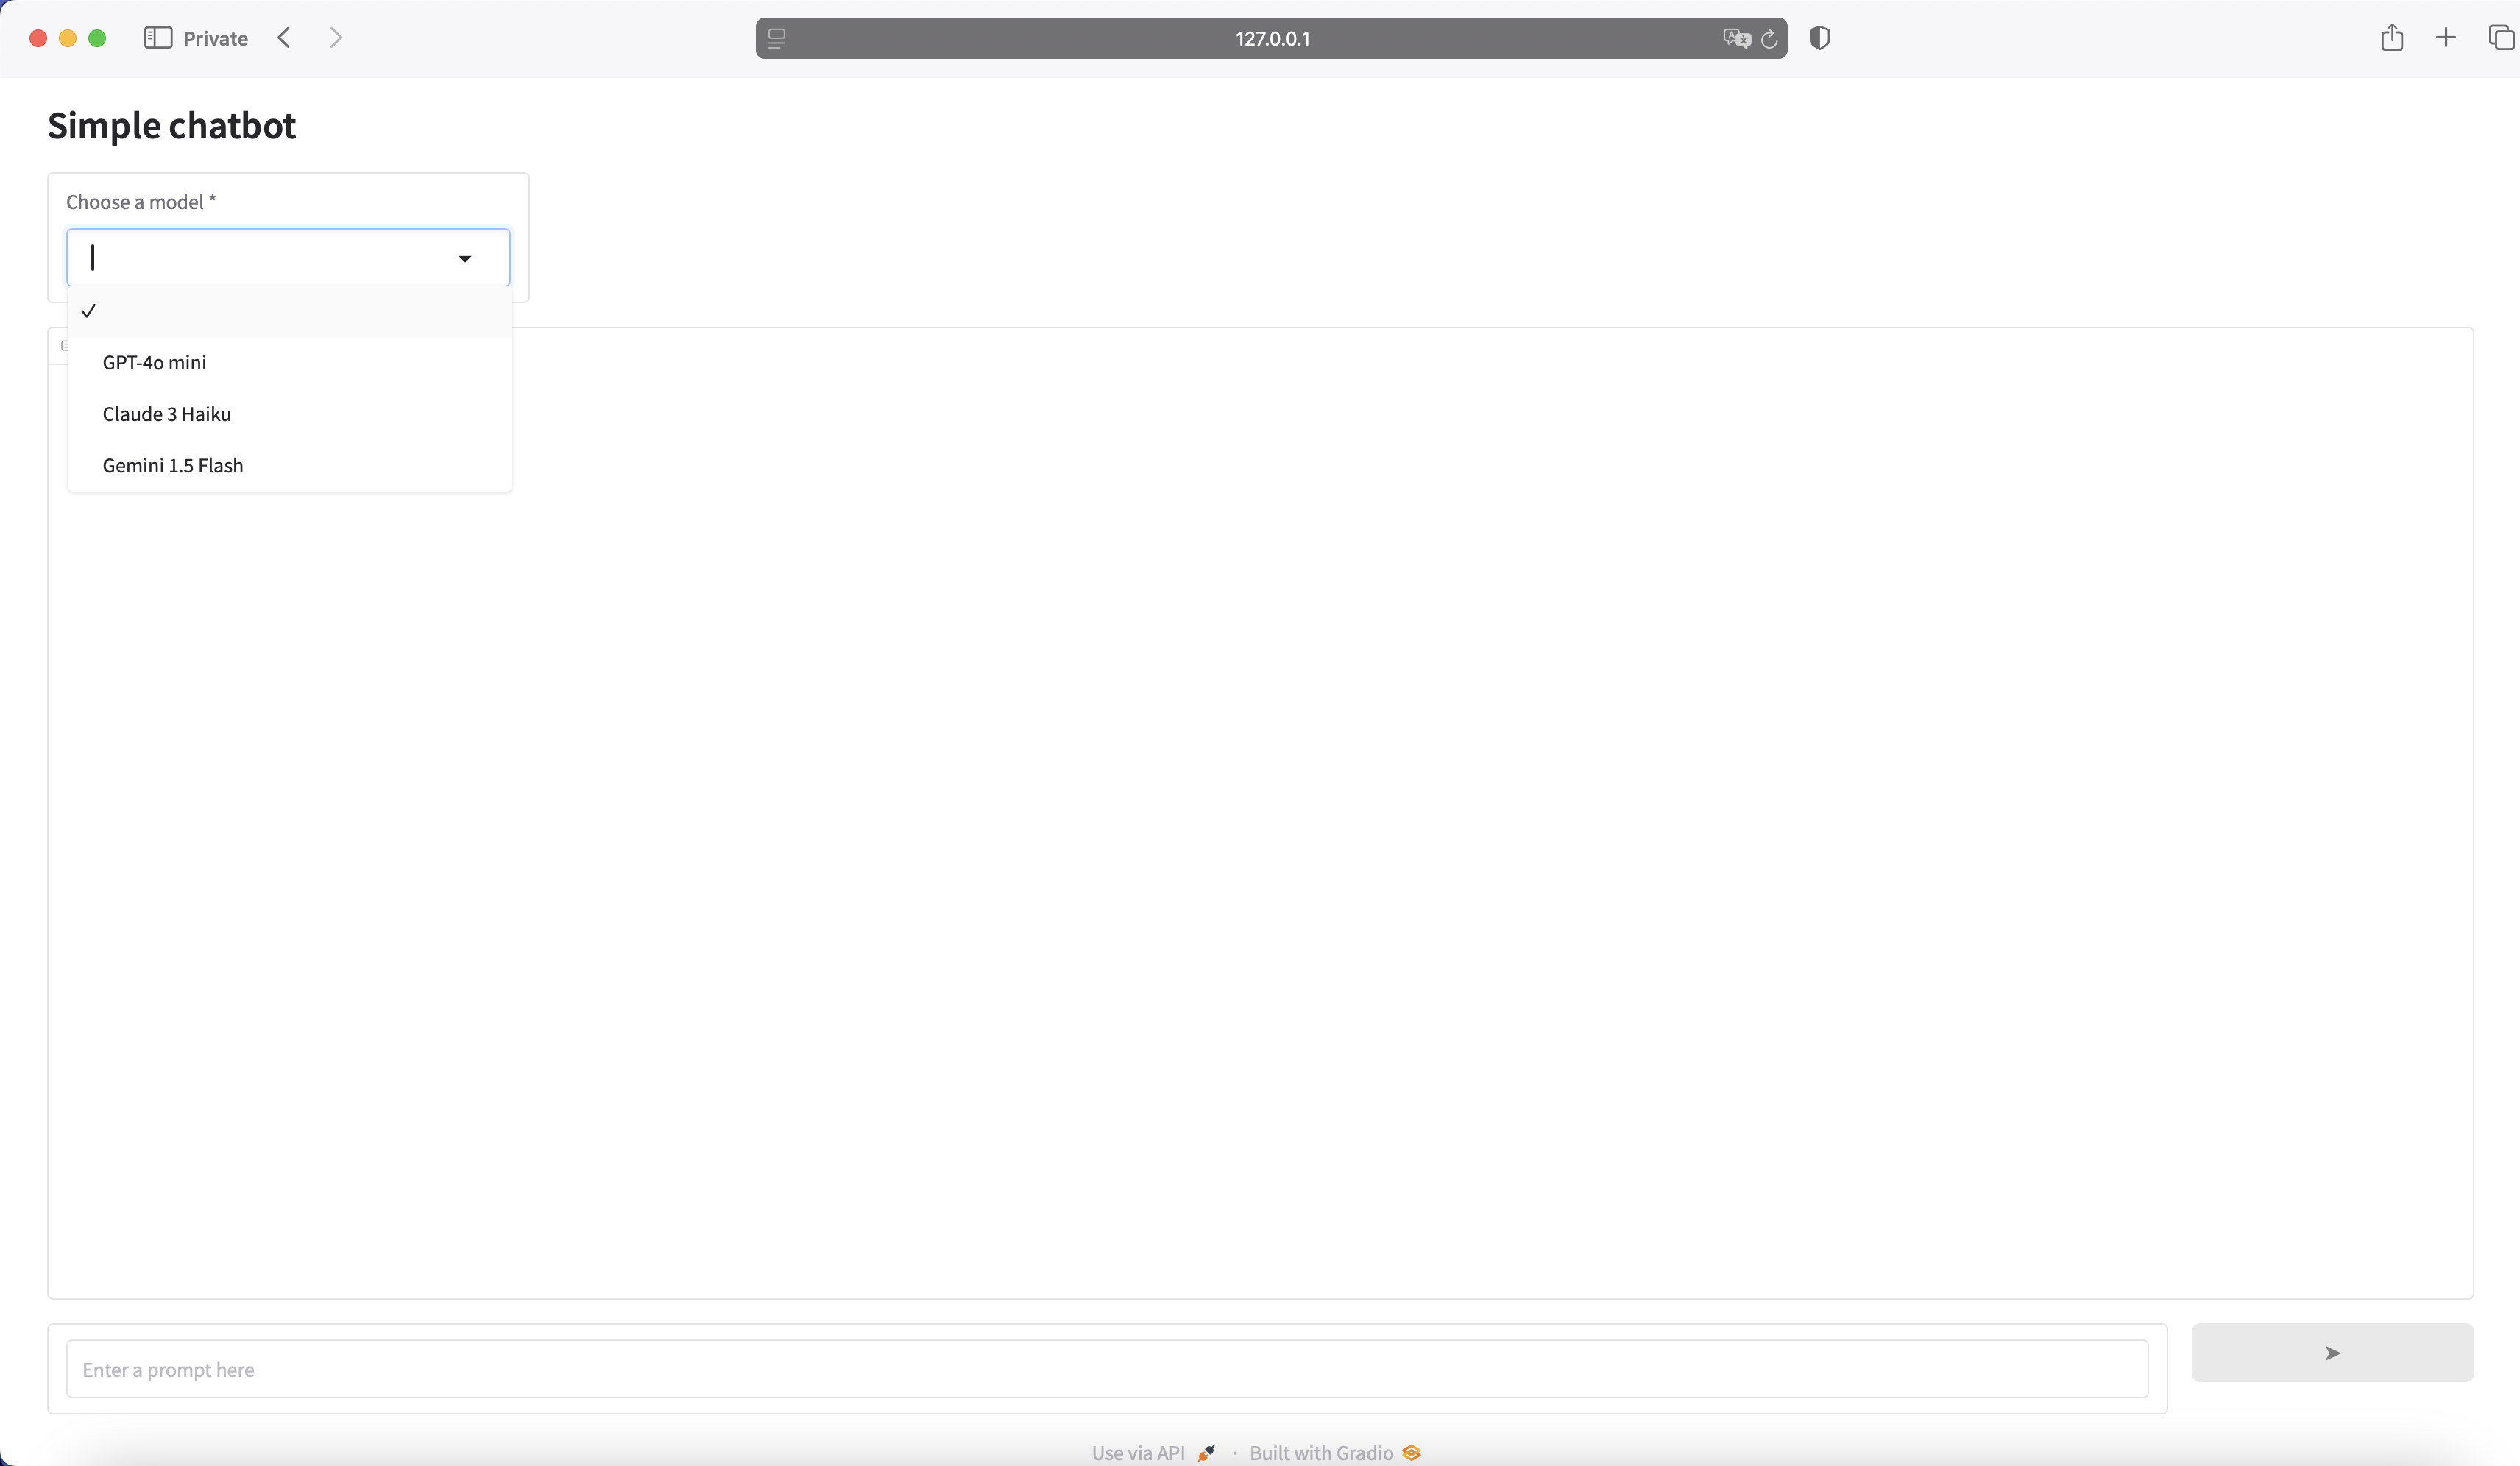 Private
127.0.0.1
Simple chatbot
Choose a model *
GPT-4o mini
Claude 3 Haiku
Gemini 1.5 Flash
Enter a prompt here
Use via API · Built with Gradio